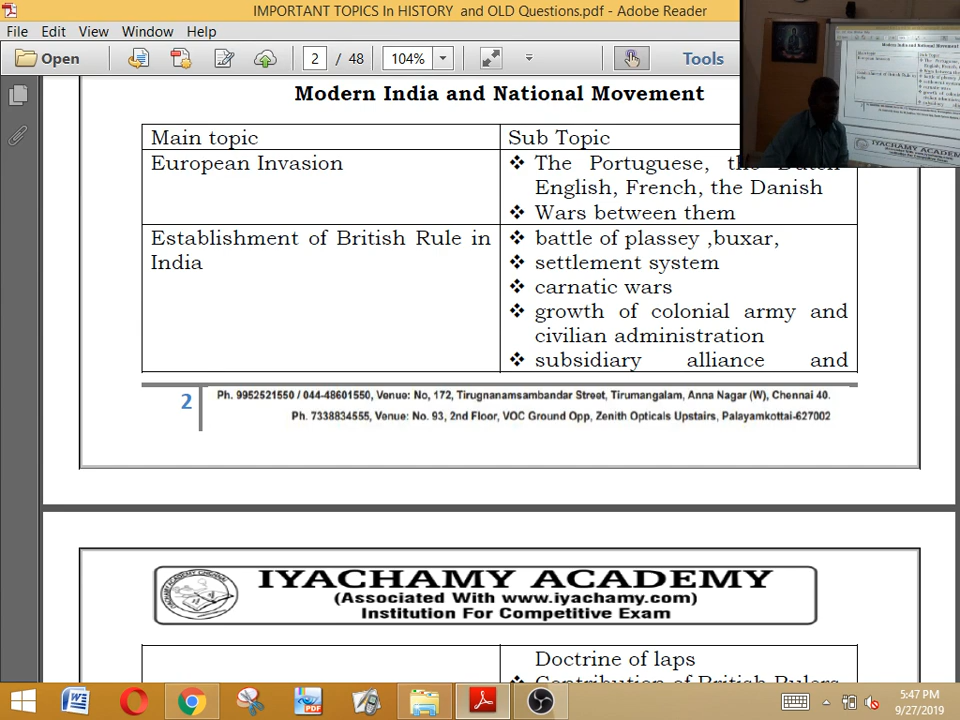 IMPORTANT TOPICS In HISTORY and OLD Questions.pdf - Adobe Reader
File Edit View Window Help
Open 2 / 48 104% Tools
Modern India and National Movement
Main topic Sub Topic
European Invasion
❖ The Portuguese, the Dutch
English, French, the Danish
❖ Wars between them
Establishment of British Rule in
India
❖ battle of plassey ,buxar,
❖ settlement system
❖ carnatic wars
❖ growth of colonial army and
civilian administration
❖ subsidiary alliance and
2 Ph. 9952521550 / 044-48601550, Venue: No, 172, Tirugnanamsambandar Street, Tirumangalam, Anna Nagar (W), Chennai 40.
Ph. 7338834555, Venue: No. 93, 2nd Floor, VOC Ground Opp, Zenith Opticals Upstairs, Palayamkottai-627002
IYACHAMY ACADEMY
(Associated With www.iyachamy.com)
Institution For Competitive Exam
Doctrine of laps
❖ Contribution of British Rulers
5:47 PM
9/27/2019